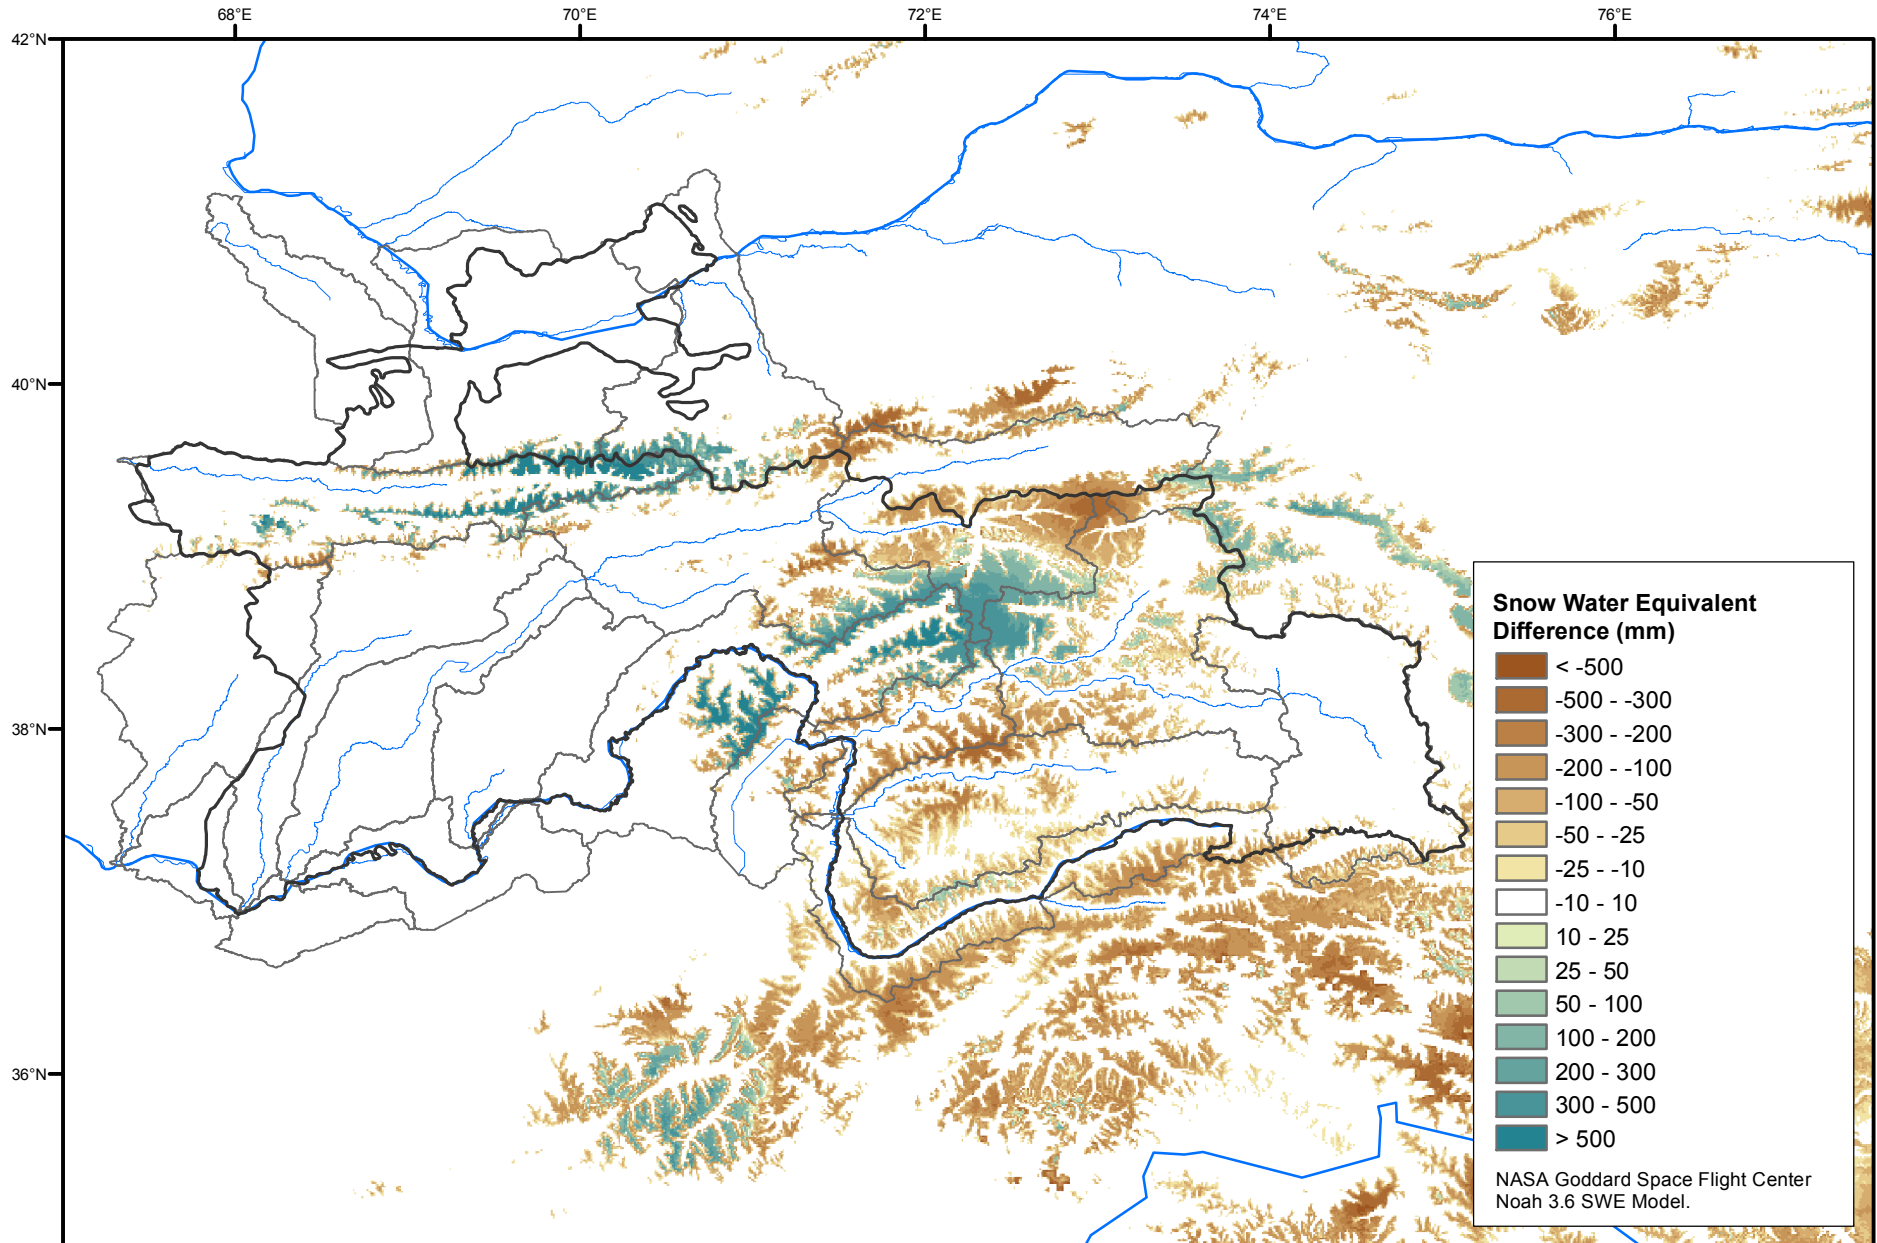 68°E
70°E
72°E
74°E
76°E
42°N
40°N
38°N
36°N
Snow Water Equivalent
Difference (mm)
< -500
-500 - -300
-300 - -200
-200 - -100
-100 - -50
-50 - -25
-25 - -10
-10 - 10
10 - 25
25 - 50
50 - 100
100 - 200
200 - 300
300 - 500
> 500
NASA Goddard Space Flight Center
Noah 3.6 SWE Model.